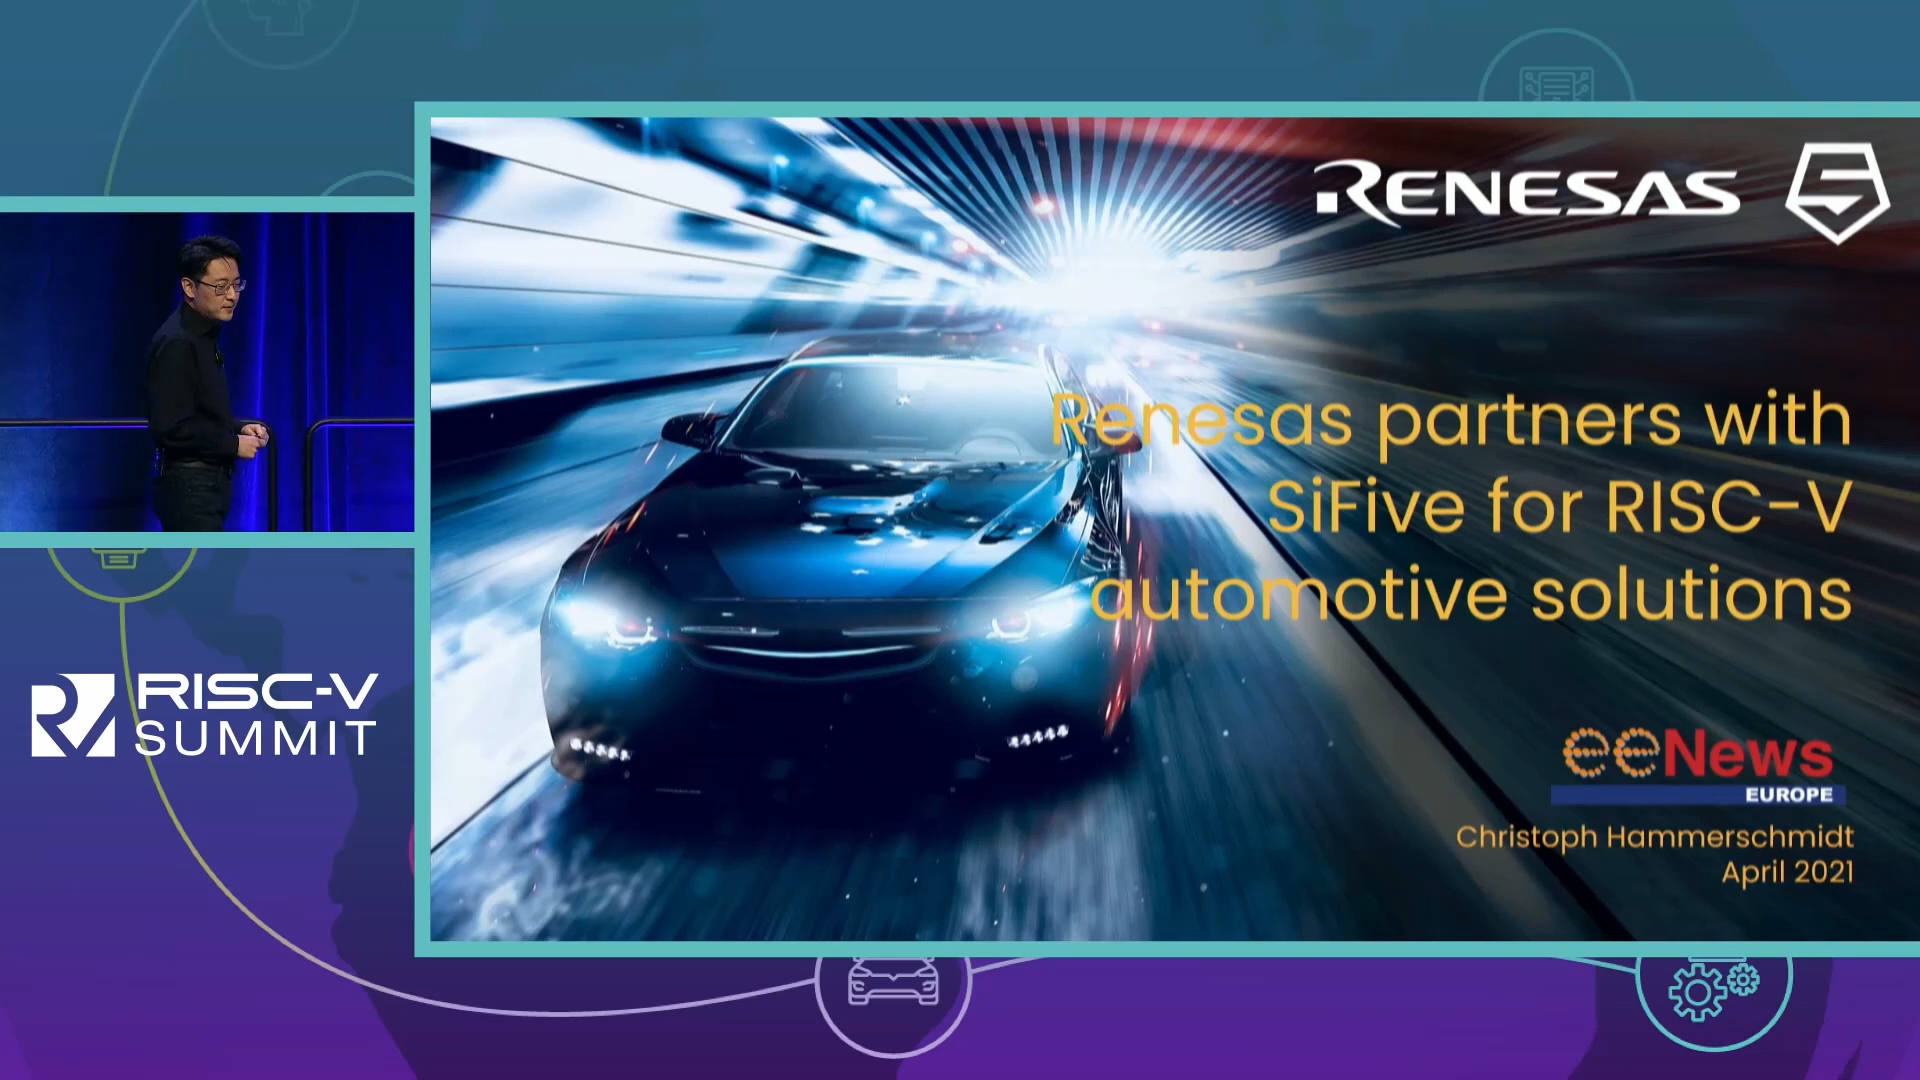 RENESAS
Renesas partners with
SiFive for RISC-V
automotive solutions
RISC-V
SUMMIT
eeNews
EUROPE
Christoph Hammerschmidt
April 2021